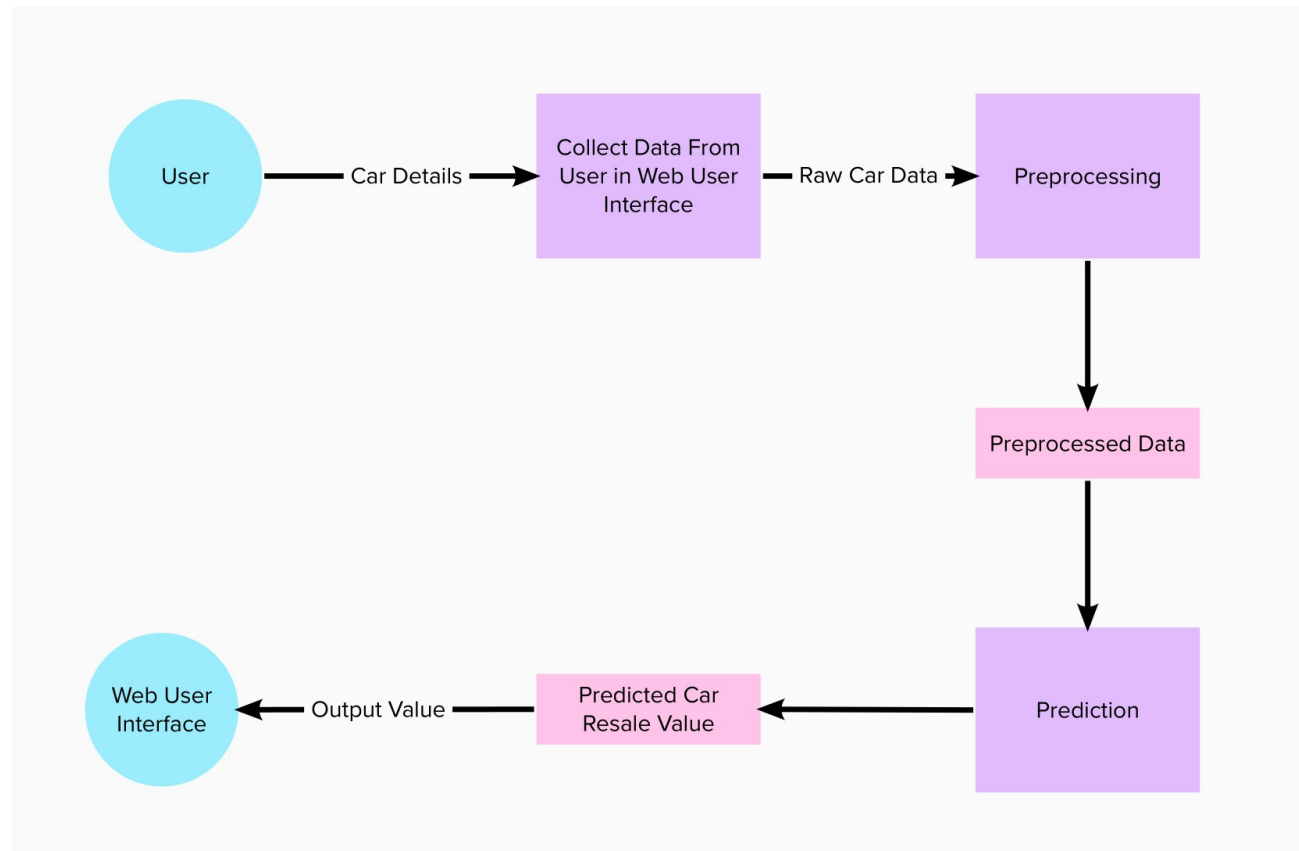 User
Car Details
Collect Data From
User in Web User
Interface
Raw Car Data
Preprocessing
Preprocessed Data
Prediction
Predicted Car
Resale Value
Output Value
Web User
Interface